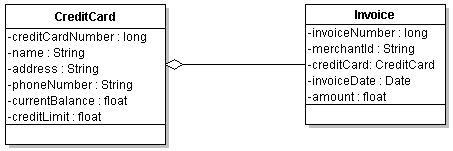 CreditCard
-creditCardNumber : long
-name : String
-address : String
-phoneNumber : String
-currentBalance : float
-creditLimit : float
Invoice
-invoiceNumber : long
-merchantId : String
-creditCard: CreditCard
-invoiceDate : Date
-amount : float